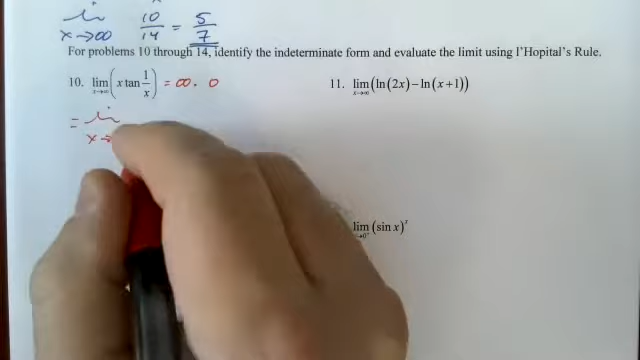 lim 10/14 = 5/7
x→∞
For problems 10 through 14, identify the indeterminate form and evaluate the limit using l'Hopital's Rule.
10. lim x→∞ (x tan 1/x) = ∞ · 0
11. lim x→∞ (ln(2x) − ln(x+1))
= lim
x→
lim (sin x)